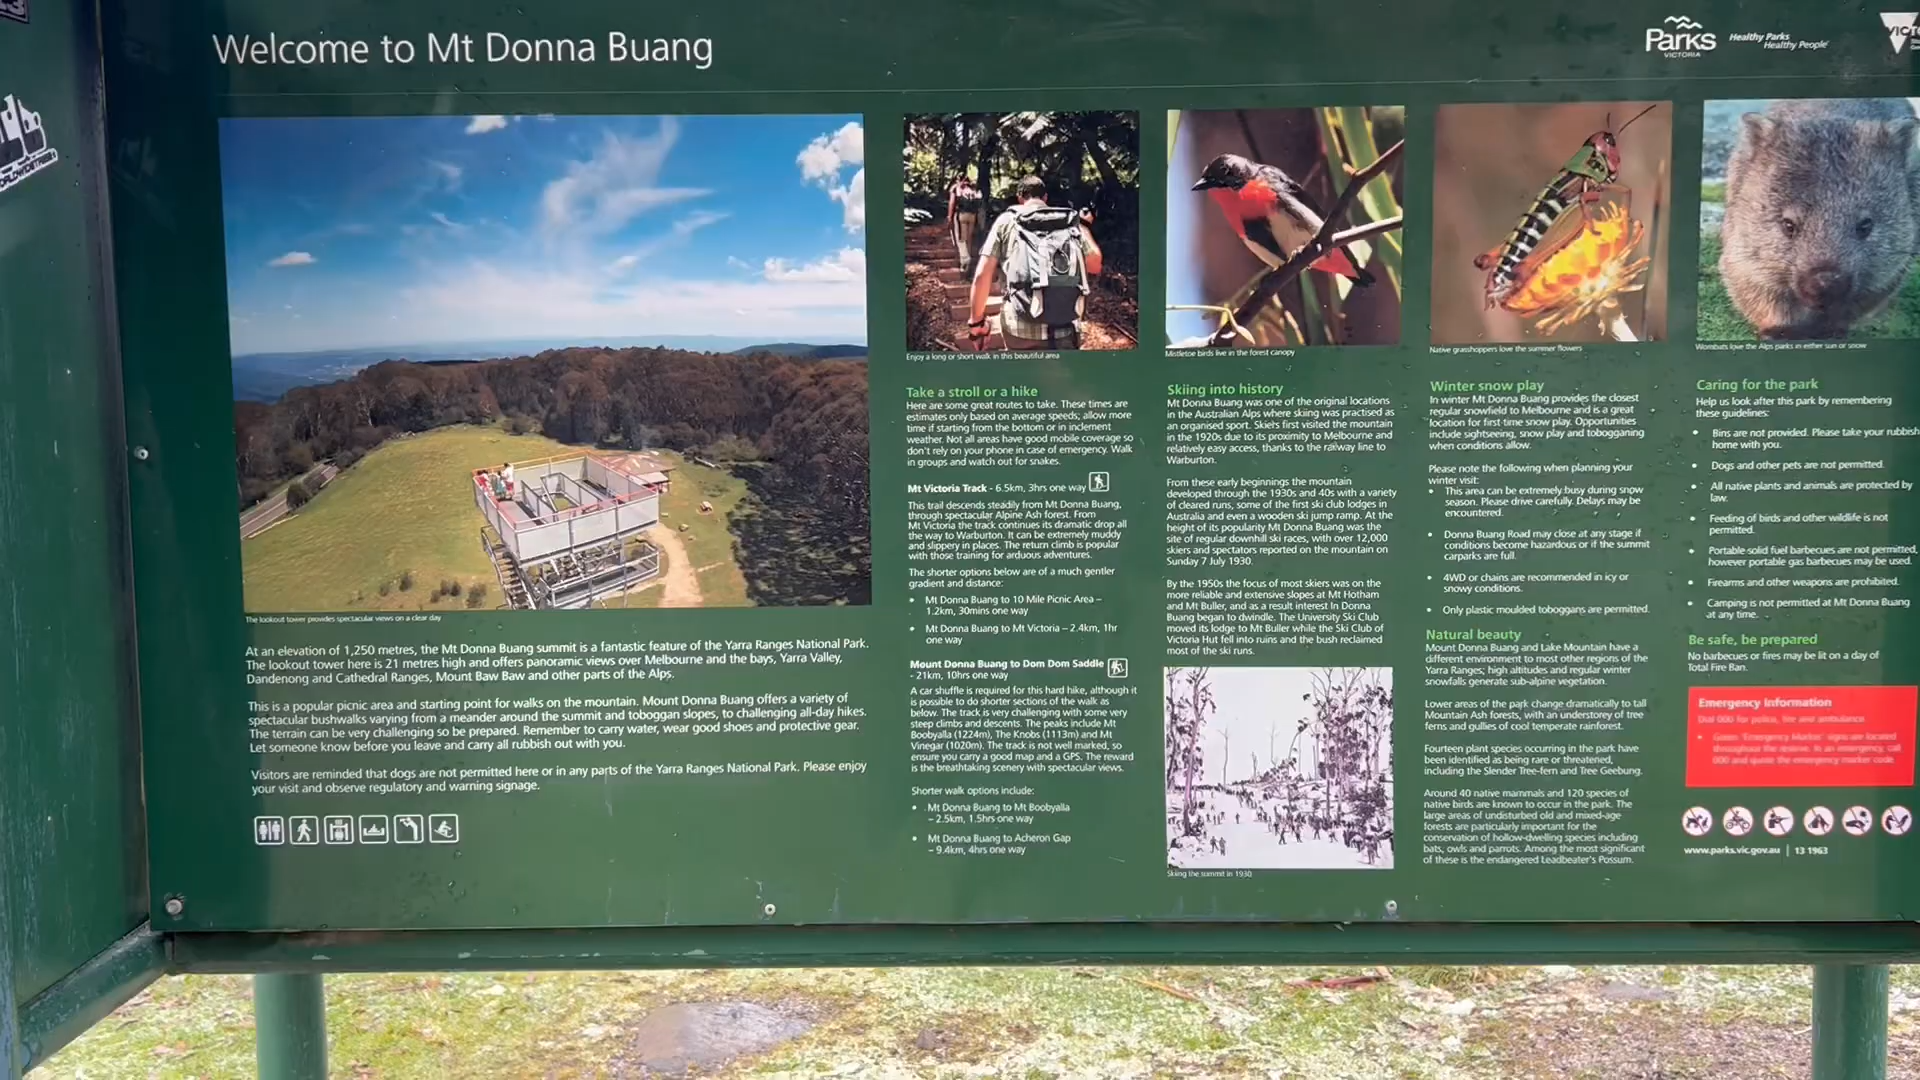 Welcome to Mt Donna Buang
Parks
VICTORIA
Healthy Parks
Healthy People
The lookout tower provides spectacular views on a clear day
At an elevation of 1,250 metres, the Mt Donna Buang summit is a fantastic feature of the Yarra Ranges National Park.
The lookout tower here is 21 metres high and offers panoramic views over Melbourne and the bays, Yarra Valley,
Dandenong and Cathedral Ranges, Mount Baw Baw and other parts of the Alps.
This is a popular picnic area and starting point for walks on the mountain. Mount Donna Buang offers a variety of
spectacular bushwalks varying from a meander around the summit and toboggan slopes, to challenging all-day hikes.
The terrain can be very challenging so be prepared. Remember to carry water, wear good shoes and protective gear.
Let someone know before you leave and carry all rubbish out with you.
Visitors are reminded that dogs are not permitted here or in any parts of the Yarra Ranges National Park. Please enjoy
your visit and observe regulatory and warning signage.
Enjoy a long or short walk in this beautiful area
Take a stroll or a hike
Here are some great routes to take. These times are
estimates only based on average speeds; allow more
time if starting from the bottom or in inclement
weather. Not all areas have good mobile coverage so
don't rely on your phone in case of emergency. Walk
in groups and watch out for snakes.
Mt Victoria Track - 6.5km, 3hrs one way
This trail descends steadily from Mt Donna Buang,
through spectacular Alpine Ash forest. From
Mt Victoria the track continues its dramatic drop all
the way to Warburton. It can be extremely muddy
and slippery in places. The return climb is popular
with those training for arduous adventures.
The shorter options below are of a much gentler
gradient and distance:
• Mt Donna Buang to 10 Mile Picnic Area –
1.2km, 30mins one way
• Mt Donna Buang to Mt Victoria – 2.4km, 1hr
one way
Mount Donna Buang to Dom Dom Saddle
- 21km, 10hrs one way
A car shuffle is required for this hard hike, although it
is possible to do shorter sections of the walk as
below. The track is very challenging with some very
steep climbs and descents. The peaks include Mt
Boobyalla (1224m), The Knobs (1113m) and Mt
Vinegar (1020m). The track is not well marked, so
ensure you carry a good map and a GPS. The reward
is the breathtaking scenery with spectacular views.
Shorter walk options include:
• Mt Donna Buang to Mt Boobyalla
– 2.5km, 1.5hrs one way
• Mt Donna Buang to Acheron Gap
– 9.4km, 4hrs one way
Mistletoe birds live in the forest canopy
Skiing into history
Mt Donna Buang was one of the original locations
in the Australian Alps where skiing was practised as
an organised sport. Skiers first visited the mountain
in the 1920s due to its proximity to Melbourne and
relatively easy access, thanks to the railway line to
Warburton.
From these early beginnings the mountain
developed through the 1930s and 40s with a variety
of cleared runs, some of the first ski club lodges in
Australia and even a wooden ski jump ramp. At the
height of its popularity Mt Donna Buang was the
site of regular downhill ski races, with over 12,000
skiers and spectators reported on the mountain on
Sunday 7 July 1930.
By the 1950s the focus of most skiers was on the
more reliable and extensive slopes at Mt Hotham
and Mt Buller, and as a result interest in Donna
Buang began to dwindle. The University Ski Club
moved its lodge to Mt Buller while the Ski Club of
Victoria Hut fell into ruins and the bush reclaimed
most of the ski runs.
Skiing the summit in 1930
Native grasshoppers love the summer flowers
Winter snow play
In winter Mt Donna Buang provides the closest
regular snowfield to Melbourne and is a great
location for first-time snow play. Opportunities
include sightseeing, snow play and tobogganing
when conditions allow.
Please note the following when planning your
winter visit:
• This area can be extremely busy during snow
season. Please drive carefully. Delays may be
encountered.
• Donna Buang Road may close at any stage if
conditions become hazardous or if the summit
carparks are full.
• 4WD or chains are recommended in icy or
snowy conditions.
• Only plastic moulded toboggans are permitted.
Natural beauty
Mount Donna Buang and Lake Mountain have a
different environment to most other regions of the
Yarra Ranges; high altitudes and regular winter
snowfalls generate sub-alpine vegetation.
Lower areas of the park change dramatically to tall
Mountain Ash forests, with an understorey of tree
ferns and gullies of cool temperate rainforest.
Fourteen plant species occurring in the park have
been identified as being rare or threatened,
including the Slender Tree-fern and Tree Geebung.
Around 40 native mammals and 120 species of
native birds are known to occur in the park. The
large areas of undisturbed old and mixed-age
forests are particularly important for the
conservation of hollow-dwelling species including
bats, owls and parrots. Among the most significant
of these is the endangered Leadbeater's Possum.
Wombats love the Alps parks in either sun or snow
Caring for the park
Help us look after this park by remembering
these guidelines:
• Bins are not provided. Please take your rubbish
home with you.
• Dogs and other pets are not permitted.
• All native plants and animals are protected by
law.
• Feeding of birds and other wildlife is not
permitted.
• Portable solid fuel barbecues are not permitted,
however portable gas barbecues may be used.
• Firearms and other weapons are prohibited.
• Camping is not permitted at Mt Donna Buang
at any time.
Be safe, be prepared
No barbecues or fires may be lit on a day of
Total Fire Ban.
Emergency Information
Dial 000 for police, fire and ambulance.
• Green 'Emergency Marker' signs are located
throughout the reserve. In an emergency, call
000 and quote the emergency marker code.
www.parks.vic.gov.au | 13 1963